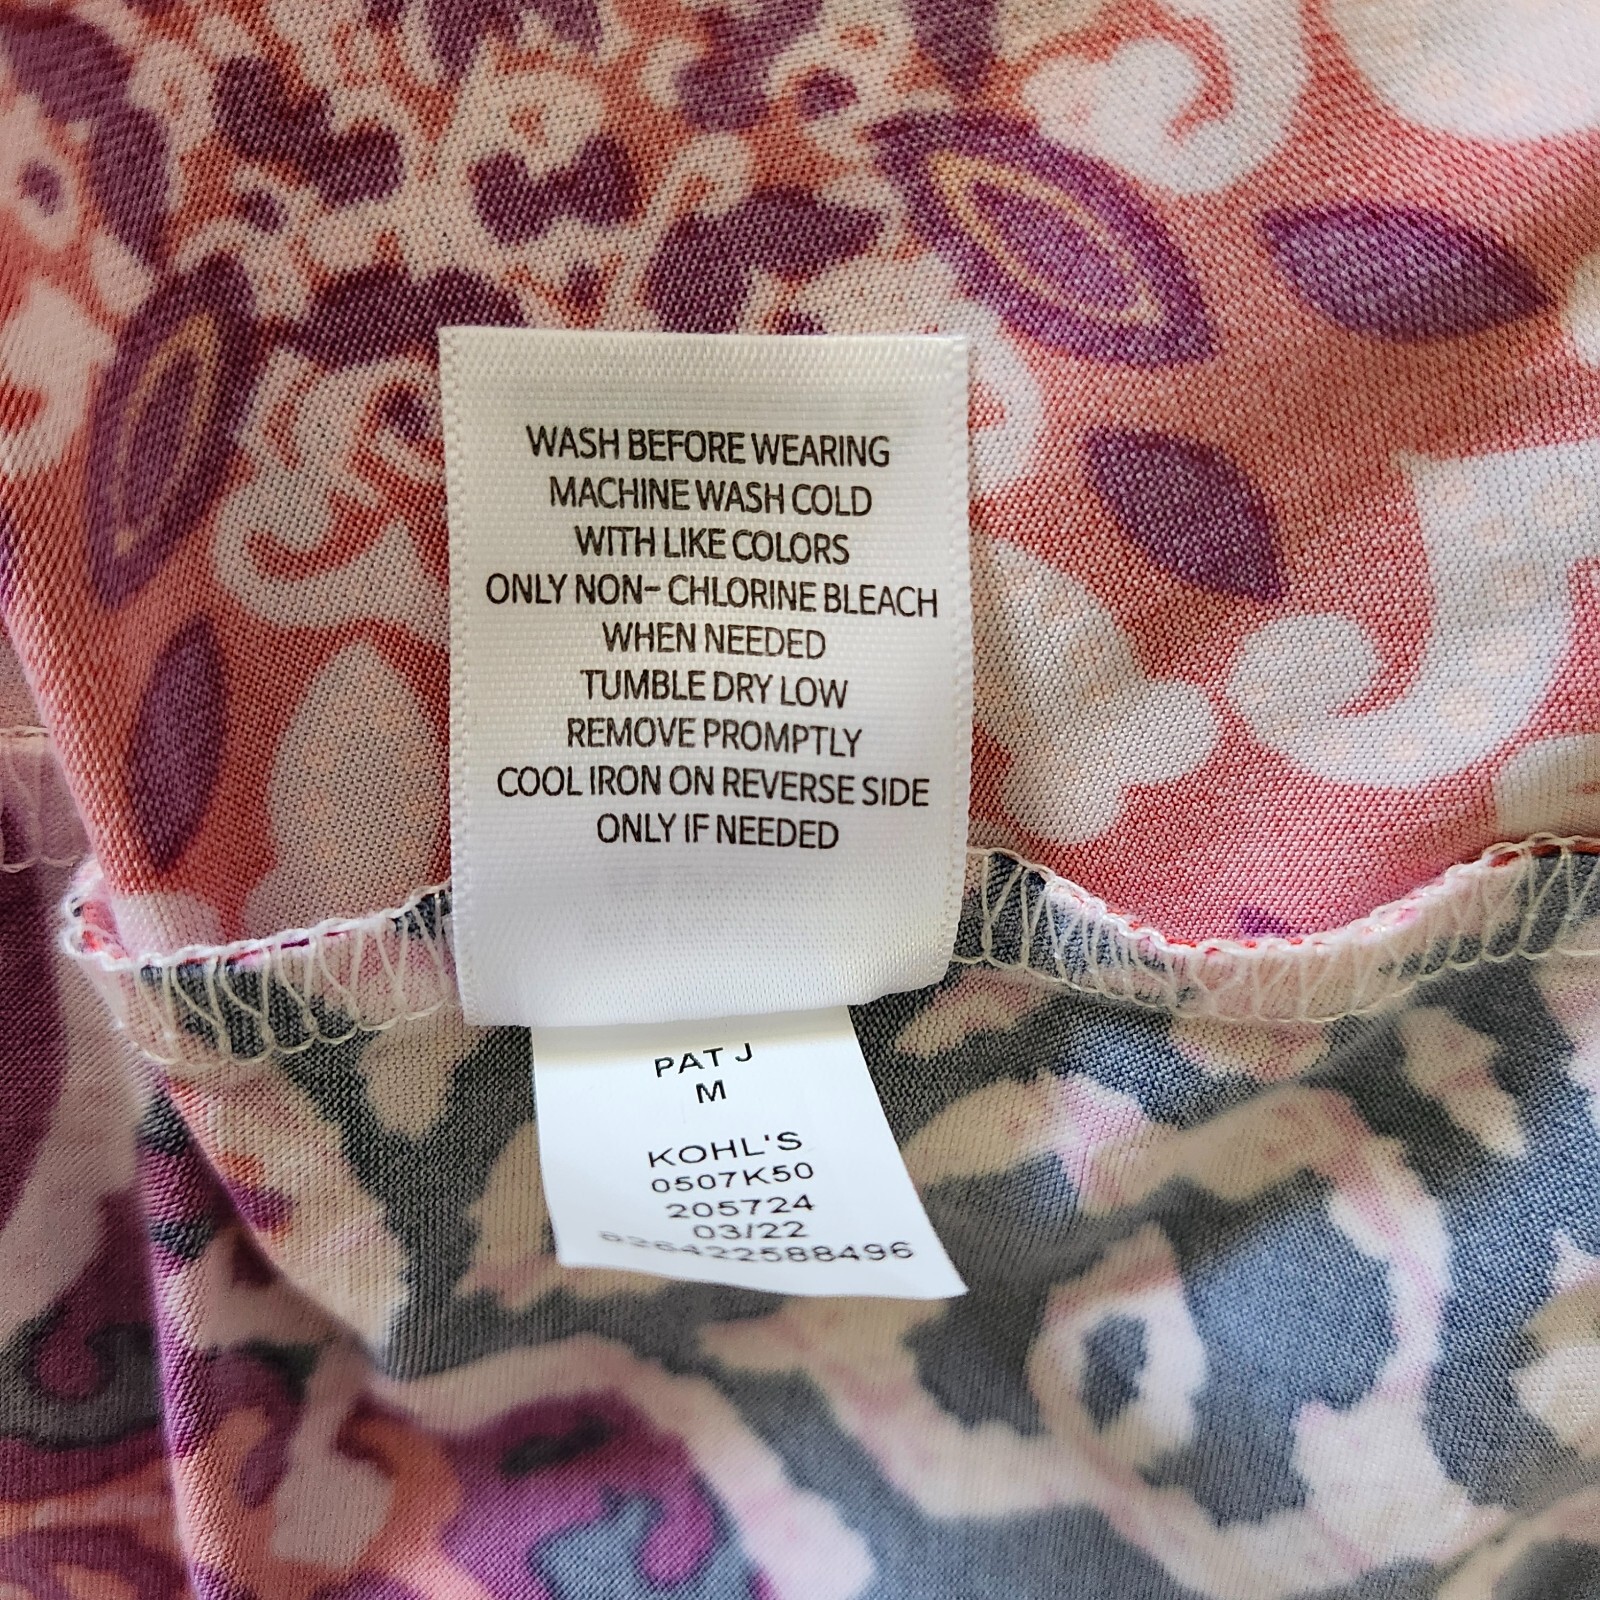 WASH BEFORE WEARING
MACHINE WASH COLD
WITH LIKE COLORS
ONLY NON- CHLORINE BLEACH
WHEN NEEDED
TUMBLE DRY LOW
REMOVE PROMPTLY
COOL IRON ON REVERSE SIDE
ONLY IF NEEDED
PAT J
M
KOHL'S
0507K50
205724
03/22